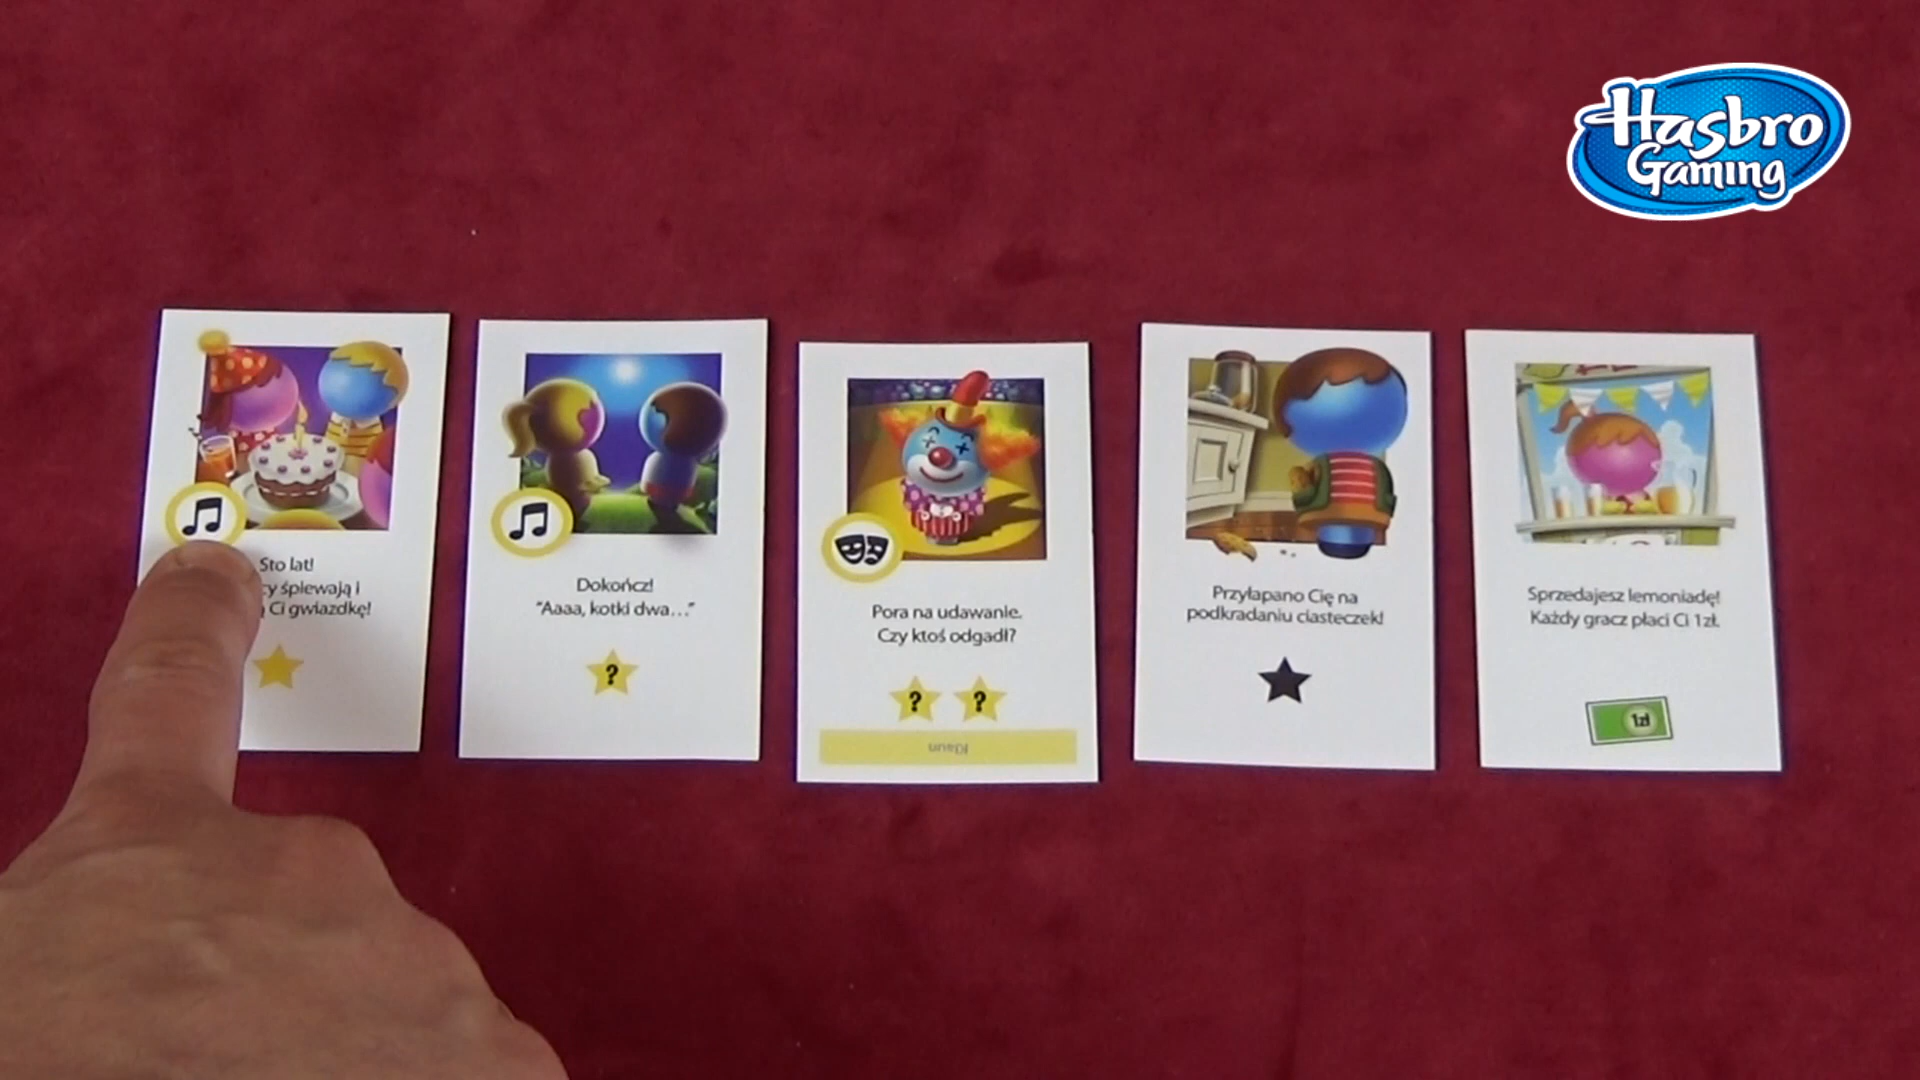 Hasbro
Gaming
Sto lat!
śpiewają i
Ci gwiazdkę!
Dokończ!
"Aaaa, kotki dwa..."
?
Pora na udawanie.
Czy ktoś odgadł?
? ?
Klaun
Przyłapano Cię na
podkradaniu ciasteczek!
Sprzedajesz lemoniadę!
Każdy gracz płaci Ci 1zł.
1zł